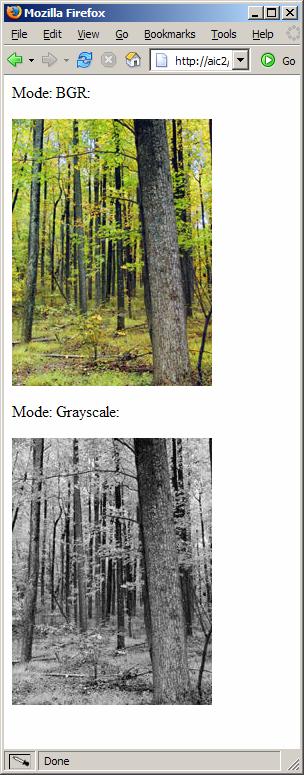 Mozilla Firefox
File Edit View Go Bookmarks Tools Help
http://aic2/ Go
Mode: BGR:
Mode: Grayscale:
Done